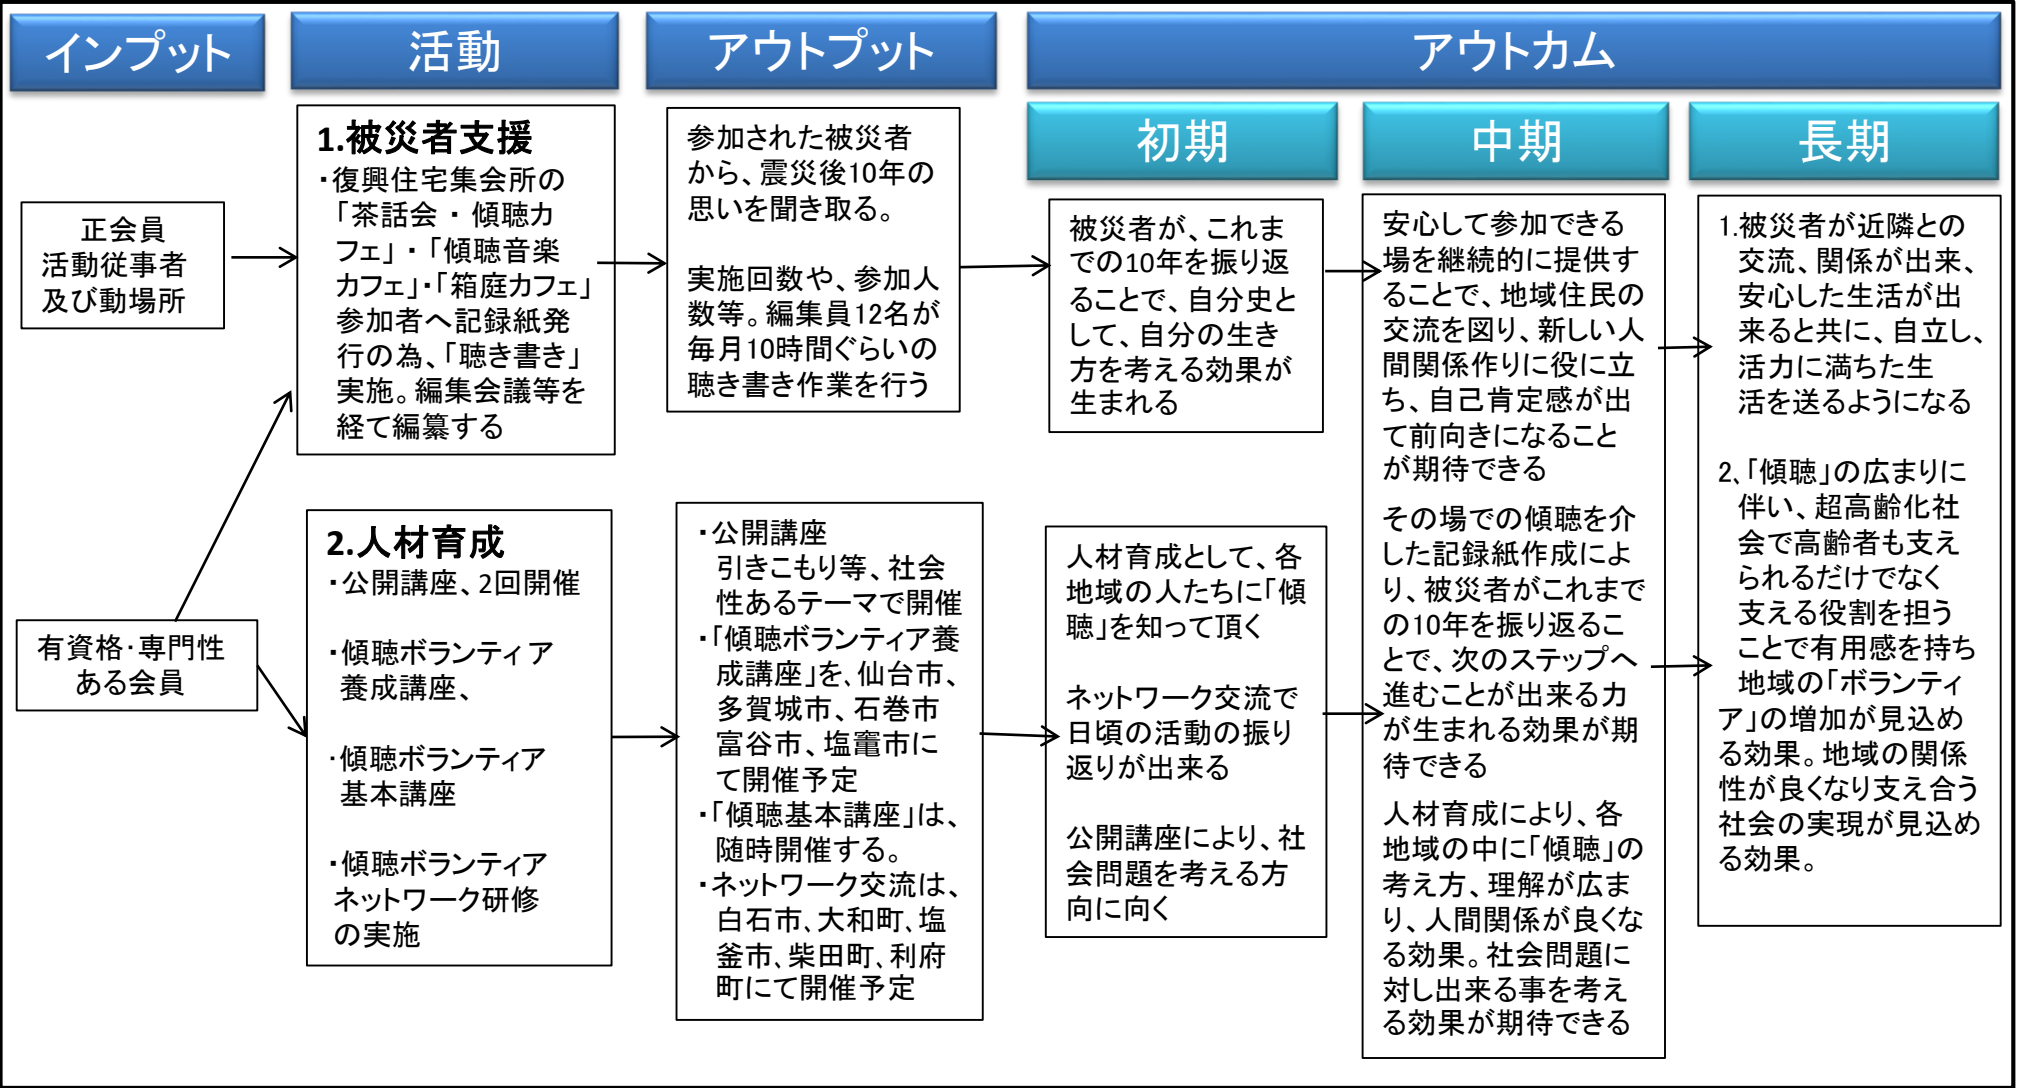 インプット
活動
アウトプット
アウトカム
初期
中期
長期
正会員
活動従事者
及び動場所
有資格・専門性
ある会員
1.被災者支援
・復興住宅集会所の
「茶話会 ・ 傾聴カ
フェ」・「傾聴音楽
カフェ」・「箱庭カフェ」
参加者へ記録紙発
行の為、「聴き書き」
実施。編集会議等を
経て編纂する
2.人材育成
・公開講座、2回開催
・傾聴ボランティア
養成講座、
・傾聴ボランティア
基本講座
・傾聴ボランティア
ネットワーク研修
の実施
参加された被災者
から、震災後10年の
思いを聞き取る。
実施回数や、参加人
数等。編集員12名が
毎月10時間ぐらいの
聴き書き作業を行う
・公開講座
引きこもり等、社会
性あるテーマで開催
・「傾聴ボランティア養
成講座」を、仙台市、
多賀城市、石巻市
富谷市、塩竈市に
て開催予定
・「傾聴基本講座」は、
随時開催する。
・ネットワーク交流は、
白石市、大和町、塩
釜市、柴田町、利府
町にて開催予定
被災者が、これま
での10年を振り返
ることで、自分史と
して、自分の生き
方を考える効果が
生まれる
人材育成として、各
地域の人たちに「傾
聴」を知って頂く
ネットワーク交流で
日頃の活動の振り
返りが出来る
公開講座により、社
会問題を考える方
向に向く
安心して参加できる
場を継続的に提供す
ることで、地域住民の
交流を図り、新しい人
間関係作りに役に立
ち、自己肯定感が出
て前向きになること
が期待できる
その場での傾聴を介
した記録紙作成によ
り、被災者がこれまで
の10年を振り返るこ
とで、次のステップへ
進むことが出来る力
が生まれる効果が期
待できる
人材育成により、各
地域の中に「傾聴」の
考え方、理解が広ま
り、人間関係が良くな
る効果。社会問題に
対し出来る事を考え
る効果が期待できる
1.被災者が近隣との
交流、関係が出来、
安心した生活が出
来ると共に、自立し、
活力に満ちた生
活を送るようになる
2、「傾聴」の広まりに
伴い、超高齢化社
会で高齢者も支え
られるだけでなく
支える役割を担う
ことで有用感を持ち
地域の「ボランティ
ア」の増加が見込め
る効果。地域の関係
性が良くなり支え合う
社会の実現が見込め
る効果。